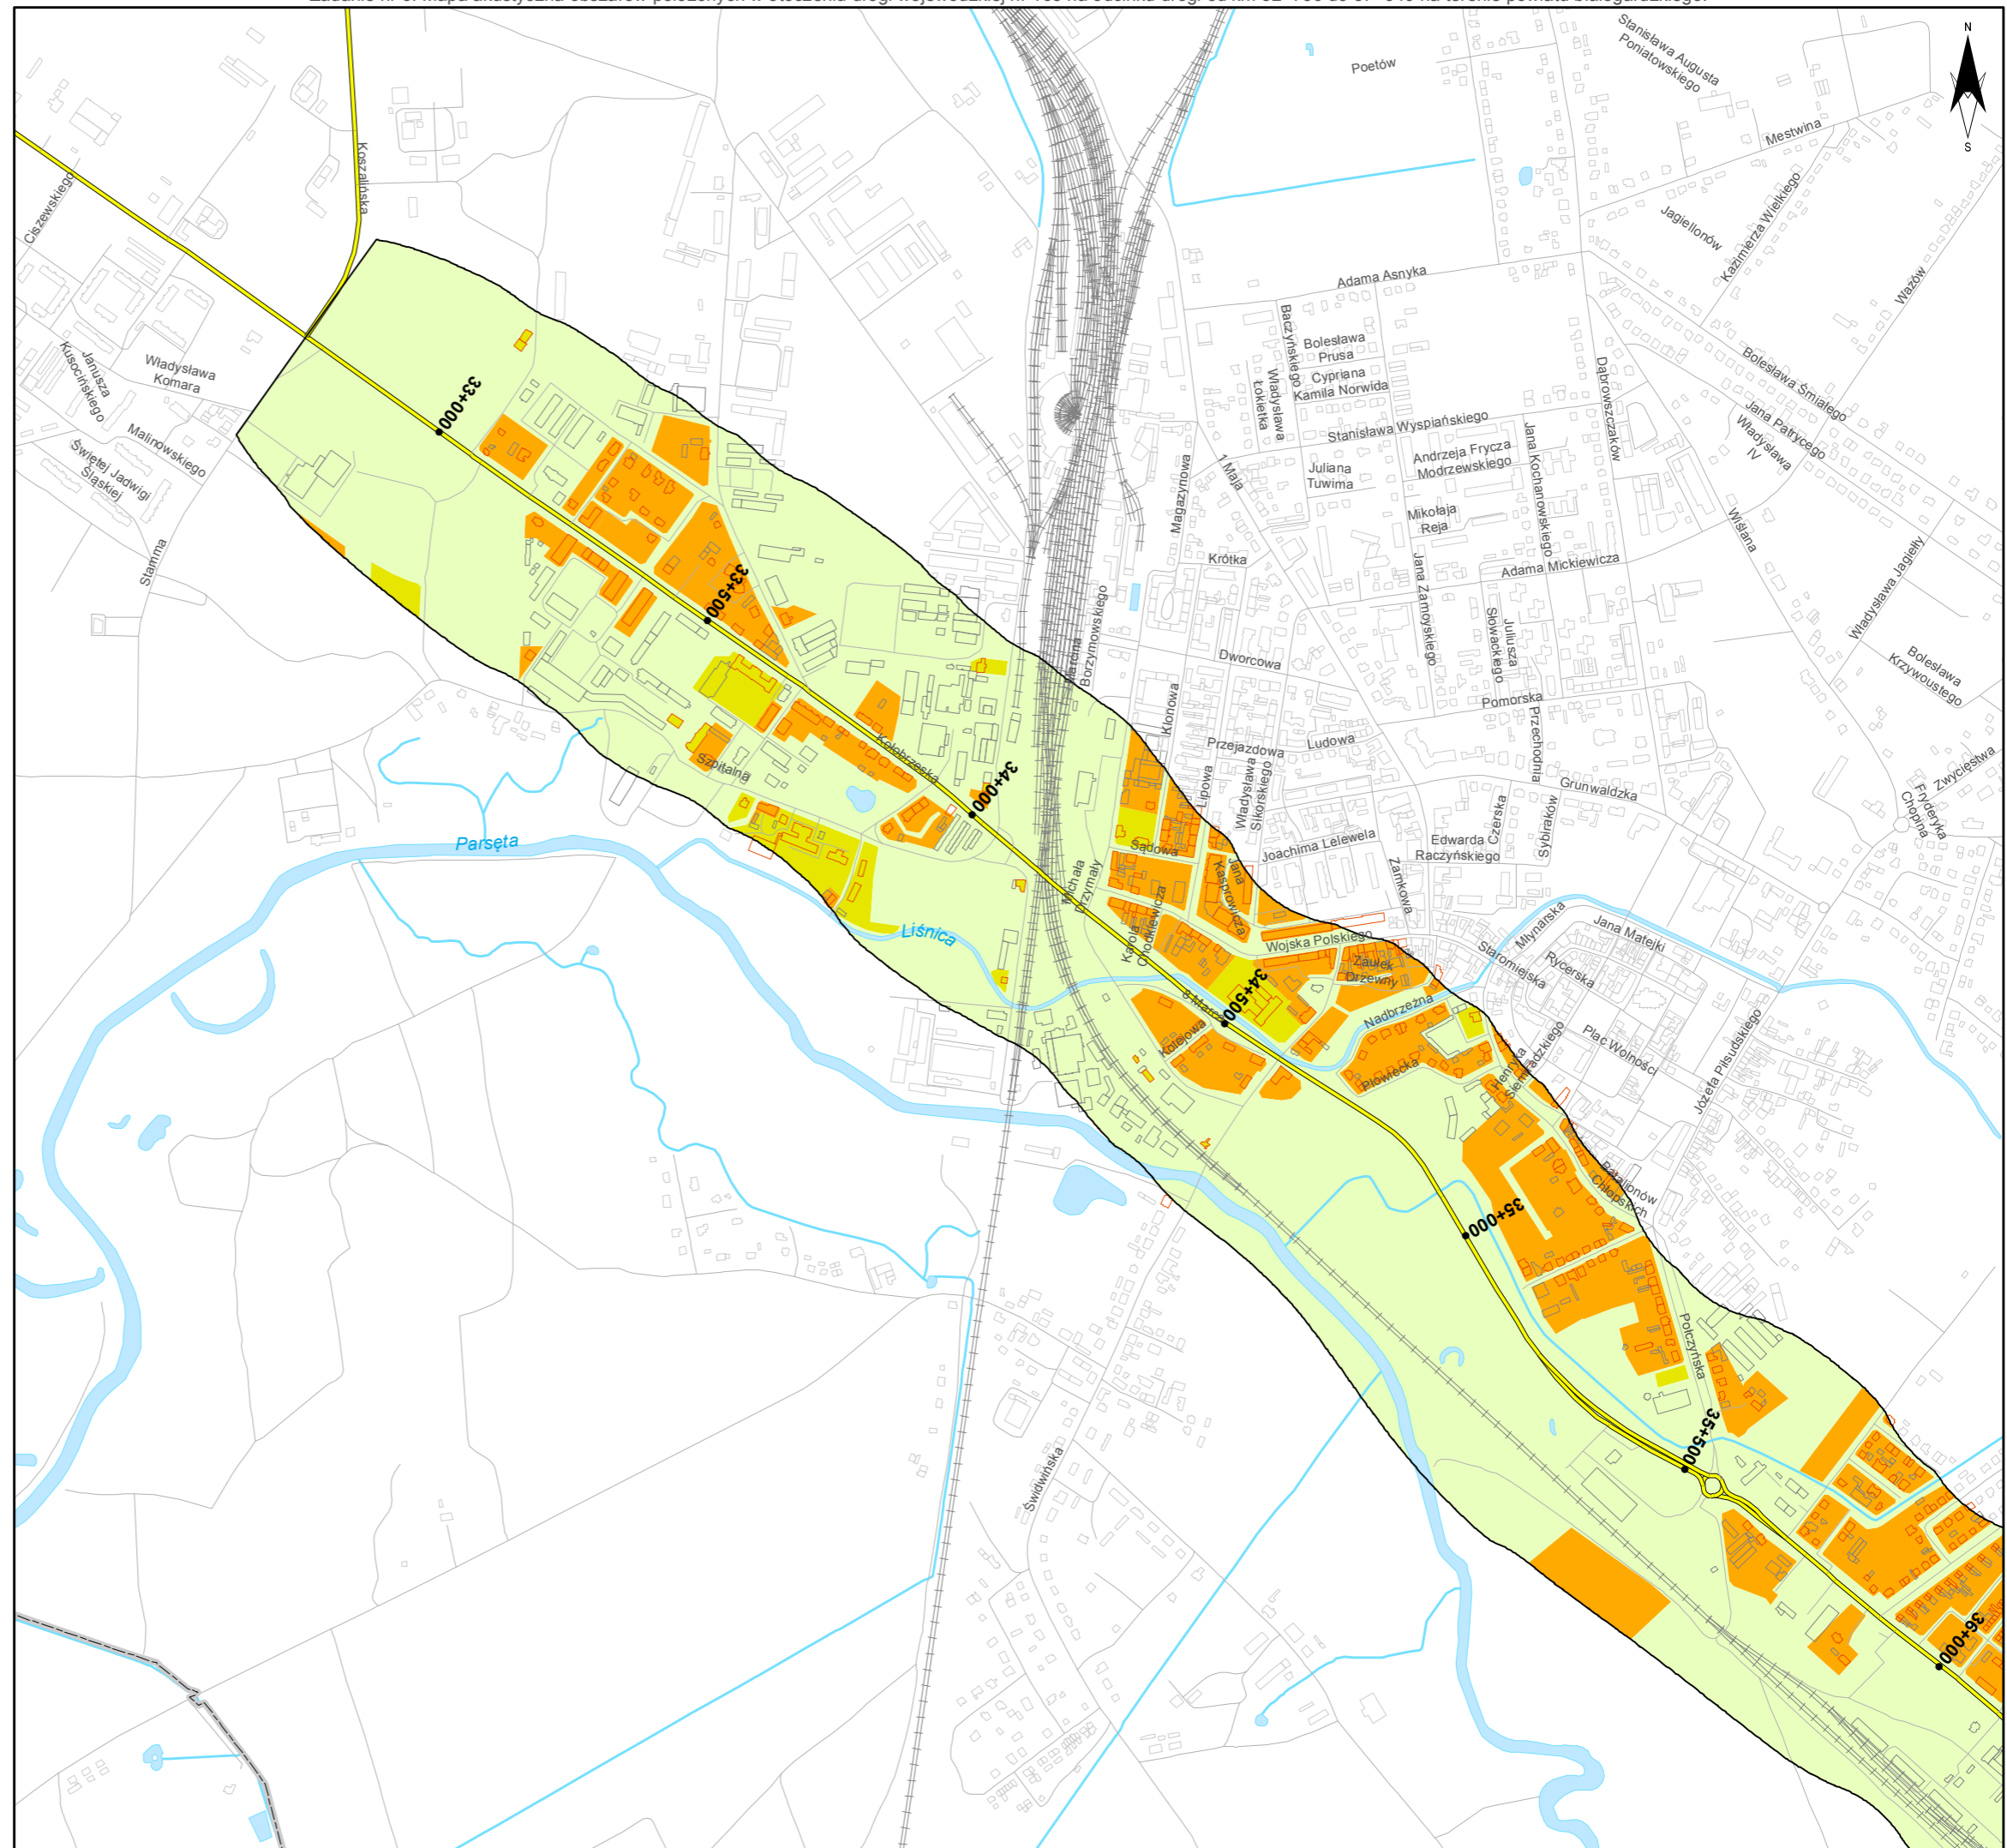 N
S
Poetów
Stanisława Augusta
Poniatowskiego
Mestwina
Koszalińska
Ciszewskiego
Jagiellonów
Kazimierza Wielkiego
Wazów
Adama Asnyka
Baczyńskiego
Bolesława
Prusa
Cypriana
Kamila Norwida
Władysława
Łokietka
Stanisława Wyspiańskiego
Dąbrowszczaków
Bolesława Śmiałego
Jana Patrycego
Władysława
IV
Władysława
Komara
Janusza
Kusocińskiego
Malinowskiego
Świętej Jadwigi
Śląskiej
Stamma
33+000
1 Maja
Magazynowa
Juliana
Tuwima
Andrzeja Frycza
Modrzewskiego
Jana Kochanowskiego
Mikołaja
Reja
Wiślana
Krótka
Adama Mickiewicza
Jana Zamoyskiego
Juliusza
Słowackiego
Władysława Jagiełły
Bolesława
Krzywoustego
33+500
Marcina
Borzymowskiego
Dworcowa
Klonowa
Pomorska
Przechodnia
Przejazdowa
Ludowa
Lipowa
Władysława
Sikorskiego
Grunwaldzka
Zwycięstwa
Fryderyka
Chopina
Kołobrzeska
Szpitalna
34+000
Sądowa
Joachima Lelewela
Edwarda
Raczyńskiego
Czerska
Sybiraków
Zamkowa
Jana
Kasprowicza
Michała
Drzymały
Karola
Chodkiewicza
Parsęta
Liśnica
Wojska Polskiego
Zaułek
Drzewny
Młynarska
Jana Matejki
Staromiejska
Rycerska
34+500
8 Marca
Kolejowa
Nadbrzeżna
Płowiecka
Henryka
Siemiradzkiego
Plac Wolności
Józefa Piłsudskiego
Batalionów
Chłopskich
35+000
Połczyńska
35+500
Świdwińska
36+000